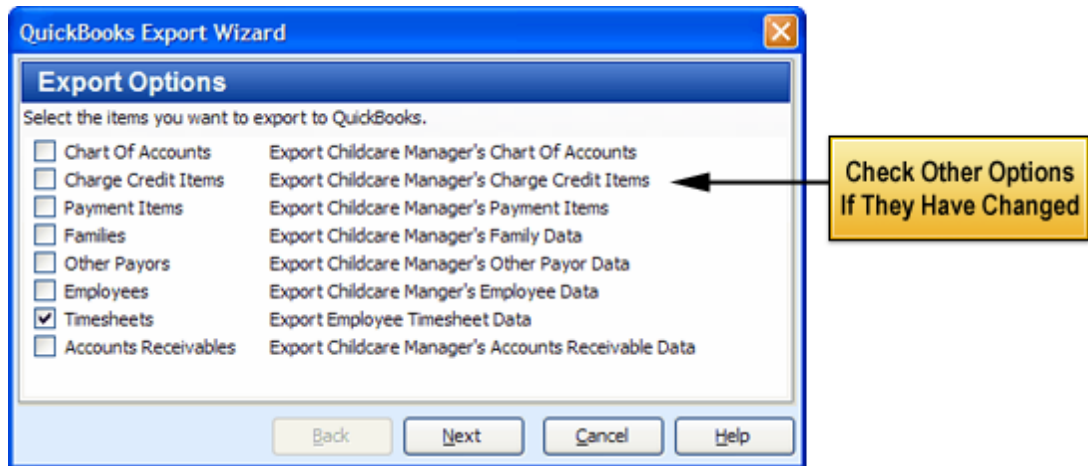 QuickBooks Export Wizard
Export Options
Select the items you want to export to QuickBooks.
Chart Of Accounts Export Childcare Manager's Chart Of Accounts
Charge Credit Items Export Childcare Manager's Charge Credit Items
Payment Items Export Childcare Manager's Payment Items
Families Export Childcare Manager's Family Data
Other Payors Export Childcare Manager's Other Payor Data
Employees Export Childcare Manger's Employee Data
Timesheets Export Employee Timesheet Data
Accounts Receivables Export Childcare Manager's Accounts Receivable Data
Back Next Cancel Help
Check Other Options
If They Have Changed